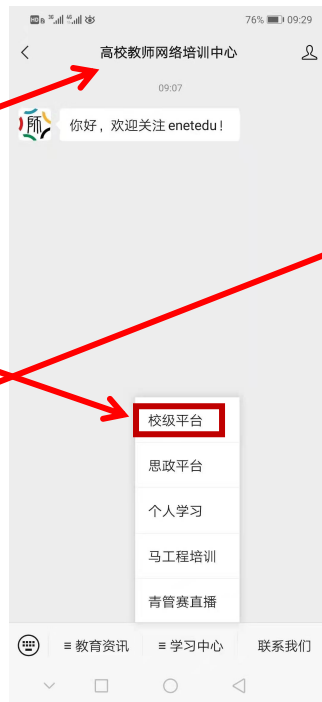 76% 09:29
高校教师网络培训中心
09:07
师
你好，欢迎关注 enetedu！
校级平台
思政平台
个人学习
马工程培训
青管赛直播
≡ 教育资讯 ≡ 学习中心 联系我们